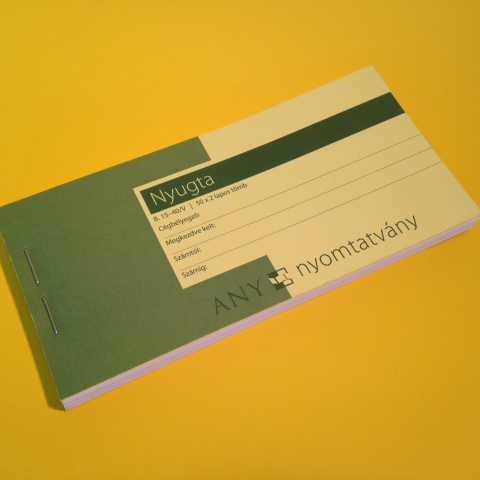 Nyugta
B. 15-40/V | 50 x 2 lapos tömb
Cégbélyegző:
Megkezdve kelt:
Számtól:
Számig:
ANY nyomtatvány